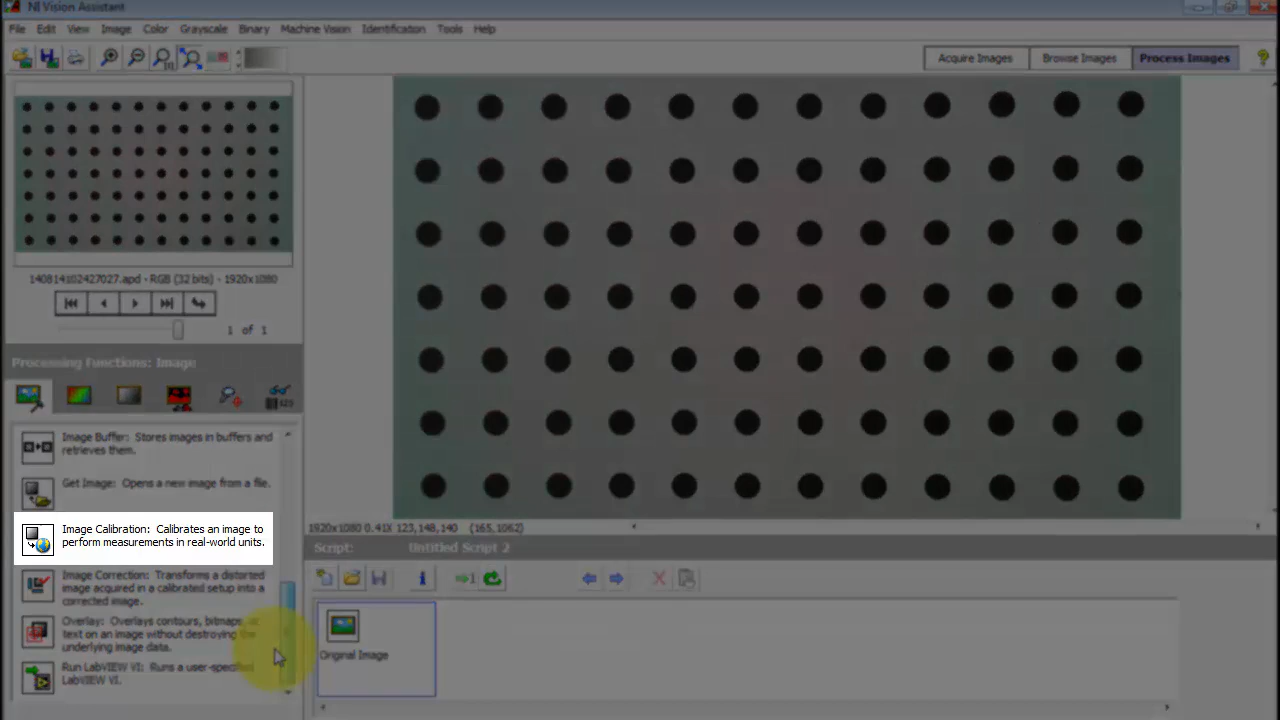 NI Vision Assistant
File Edit View Image Color Grayscale Binary Machine Vision Identification Tools Help
Acquire Images Browse Images Process Images
140814162427027.apd - RGB (32 bits) - 1920x1080
1 of 1
Processing Functions: Image
Image Buffer: Stores images in buffers and
retrieves them.
Get Image: Opens a new image from a file.
Image Calibration: Calibrates an image to
perform measurements in real-world units.
Image Correction: Transforms a distorted
image acquired in a calibrated setup into a
corrected image.
Overlay: Overlays contours, bitmaps, or
text on an image without destroying the
underlying image data.
Run LabVIEW VI: Runs a user-specified
LabVIEW VI.
1920x1080 0.41X 123,148,140 (165,1062)
Script: Untitled Script 2
Original Image